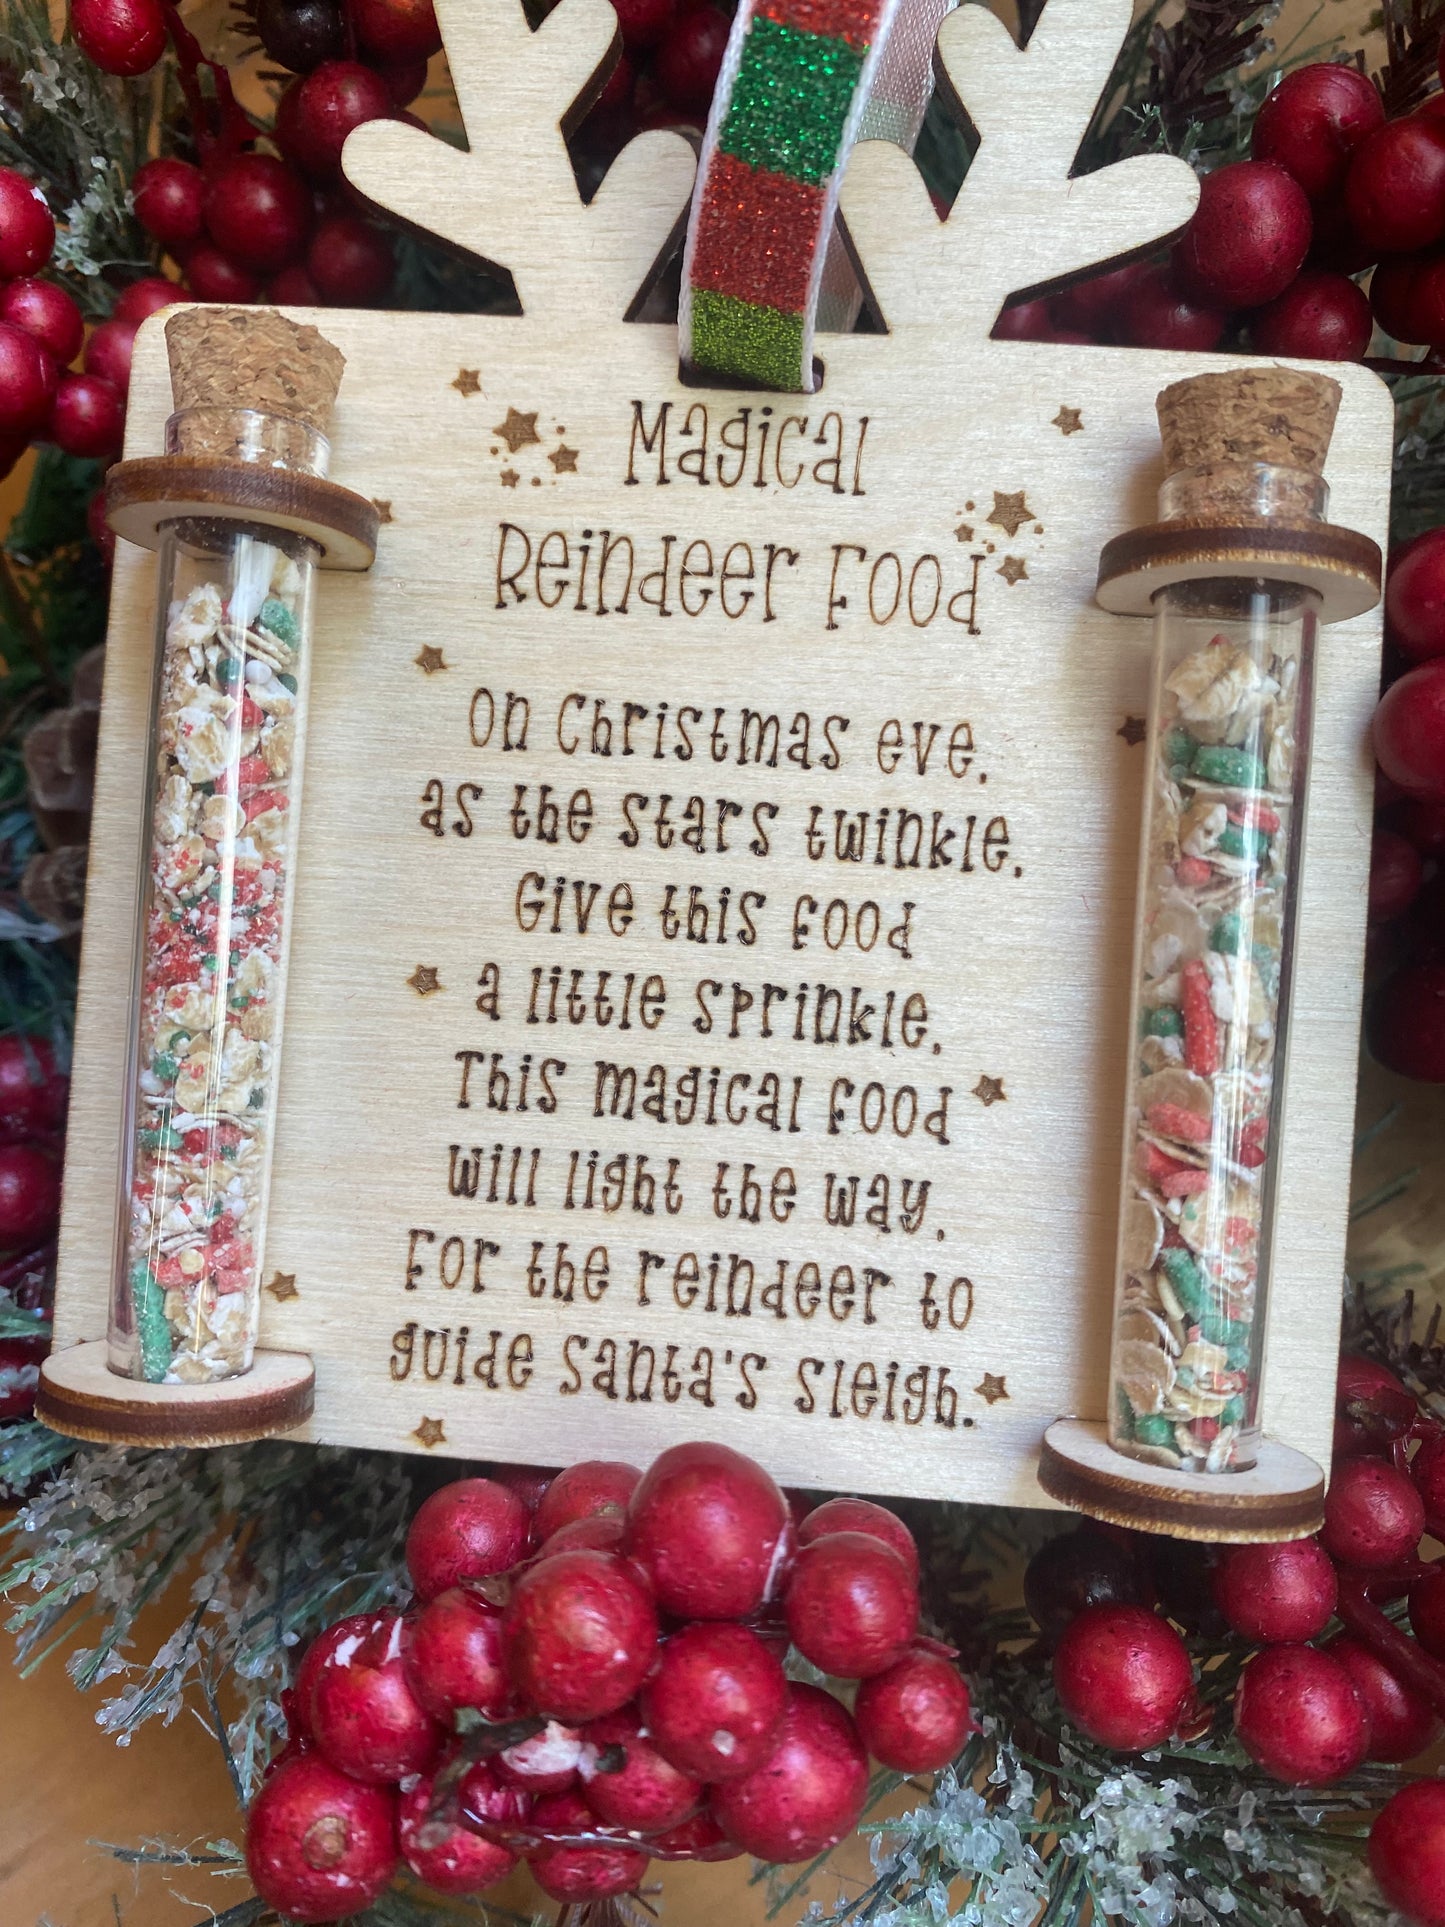 Magical
Reindeer Food
On Christmas eve,
as the stars twinkle,
Give this food
a little sprinkle,
This magical food
will light the way,
For the reindeer to
guide Santa's sleigh.